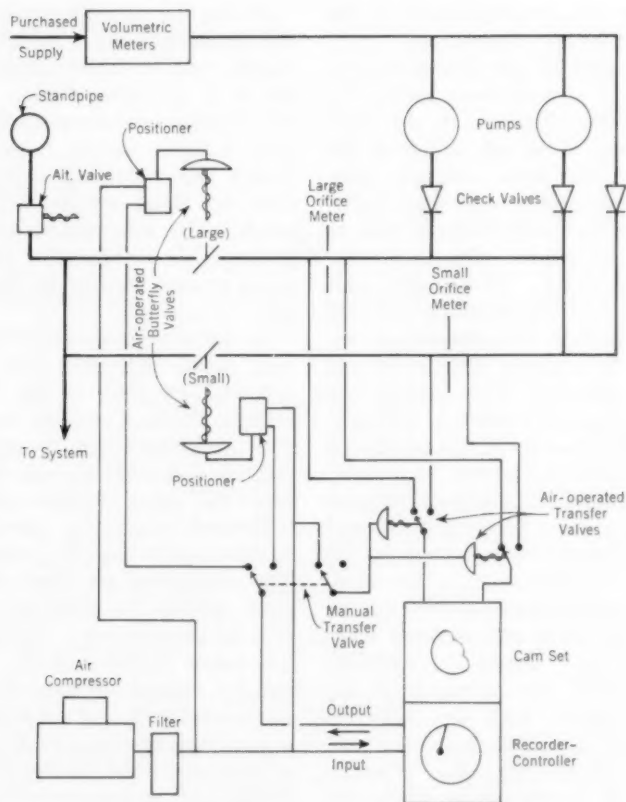 Purchased
Supply
Volumetric
Meters
Standpipe
Positioner
Pumps
Alt. Valve
Large
Orifice
Meter
Check Valves
(Large)
Small
Orifice
Meter
Air-operated
Butterfly
Valves
(Small)
To System
Positioner
Air-operated
Transfer
Valves
Manual
Transfer
Valve
Air
Compressor
Cam Set
Filter
Output
Input
Recorder-
Controller